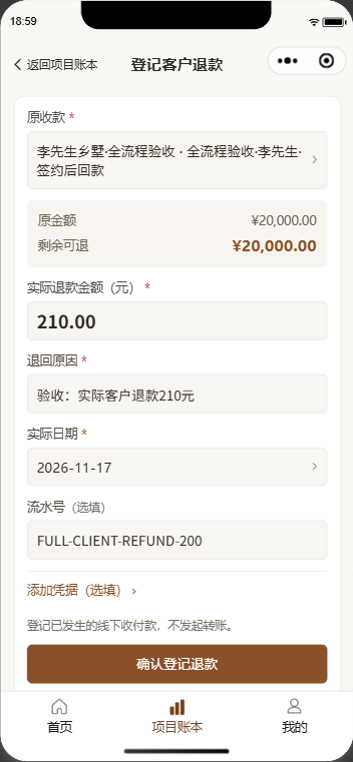 18:59
返回项目账本
登记客户退款
原收款 *
李先生乡墅·全流程验收 · 全流程验收·李先生·
签约后回款
原金额 ¥20,000.00
剩余可退 ¥20,000.00
实际退款金额（元） *
210.00
退回原因 *
验收：实际客户退款210元
实际日期 *
2026-11-17
流水号（选填）
FULL-CLIENT-REFUND-200
添加凭据（选填） ›
登记已发生的线下收付款，不发起转账。
确认登记退款
首页 项目账本 我的